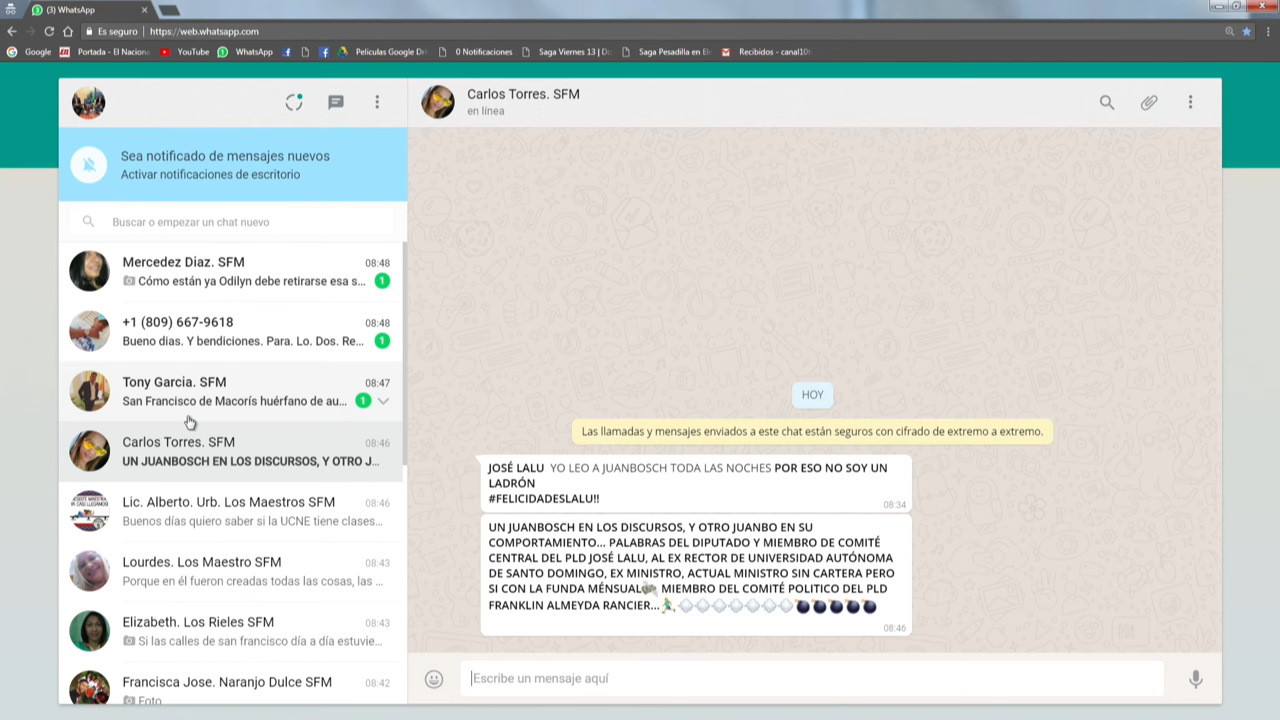 (3) WhatsApp
Es seguro | https://web.whatsapp.com
Google
Portada - El Naciona
YouTube
WhatsApp
Peliculas Google Dri
0 Notificaciones
Saga Viernes 13 | Do
Saga Pesadilla en El
Recibidos - canal10s
Carlos Torres. SFM
en línea
Sea notificado de mensajes nuevos
Activar notificaciones de escritorio
Buscar o empezar un chat nuevo
Mercedez Diaz. SFM 08:48
Cómo están ya Odilyn debe retirarse esa s... 1
+1 (809) 667-9618 08:48
Bueno dias. Y bendiciones. Para. Lo. Dos. Re... 1
Tony Garcia. SFM 08:47
San Francisco de Macorís huérfano de au... 1
Carlos Torres. SFM 08:46
UN JUANBOSCH EN LOS DISCURSOS, Y OTRO J...
Lic. Alberto. Urb. Los Maestros SFM 08:46
Buenos días quiero saber si la UCNE tiene clases...
Lourdes. Los Maestro SFM 08:43
Porque en él fueron creadas todas las cosas, las ...
Elizabeth. Los Rieles SFM 08:43
Si las calles de san francisco día a día estuvie...
Francisca Jose. Naranjo Dulce SFM 08:42
Foto
HOY
Las llamadas y mensajes enviados a este chat están seguros con cifrado de extremo a extremo.
JOSÉ LALU YO LEO A JUANBOSCH TODA LAS NOCHES POR ESO NO SOY UN
LADRÓN
#FELICIDADESLALU!!
08:34
UN JUANBOSCH EN LOS DISCURSOS, Y OTRO JUANBO EN SU
COMPORTAMIENTO... PALABRAS DEL DIPUTADO Y MIEMBRO DE COMITÉ
CENTRAL DEL PLD JOSÉ LALU, AL EX RECTOR DE UNIVERSIDAD AUTÓNOMA
DE SANTO DOMINGO, EX MINISTRO, ACTUAL MINISTRO SIN CARTERA PERO
SI CON LA FUNDA MÉNSUAL MIEMBRO DEL COMITÉ POLITICO DEL PLD
FRANKLIN ALMEYDA RANCIER...
08:46
Escribe un mensaje aquí